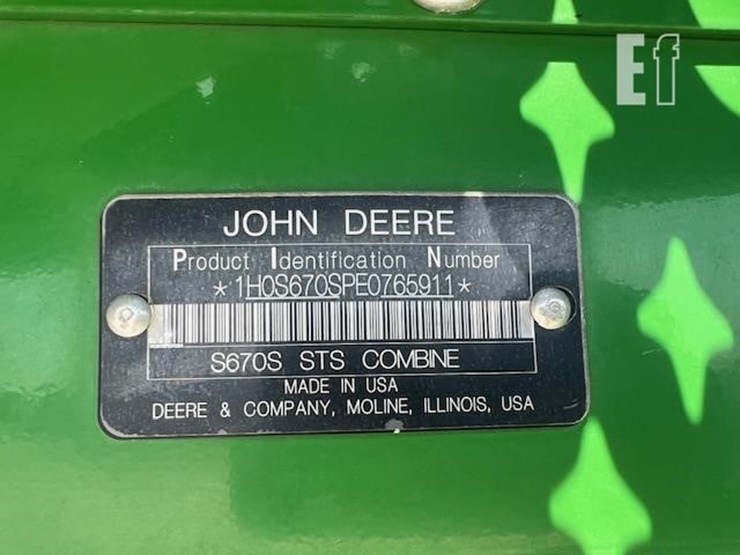 Ef
JOHN DEERE
Product Identification Number
*1H0S670SPE0765911*
S670S STS COMBINE
MADE IN USA
DEERE & COMPANY, MOLINE, ILLINOIS, USA